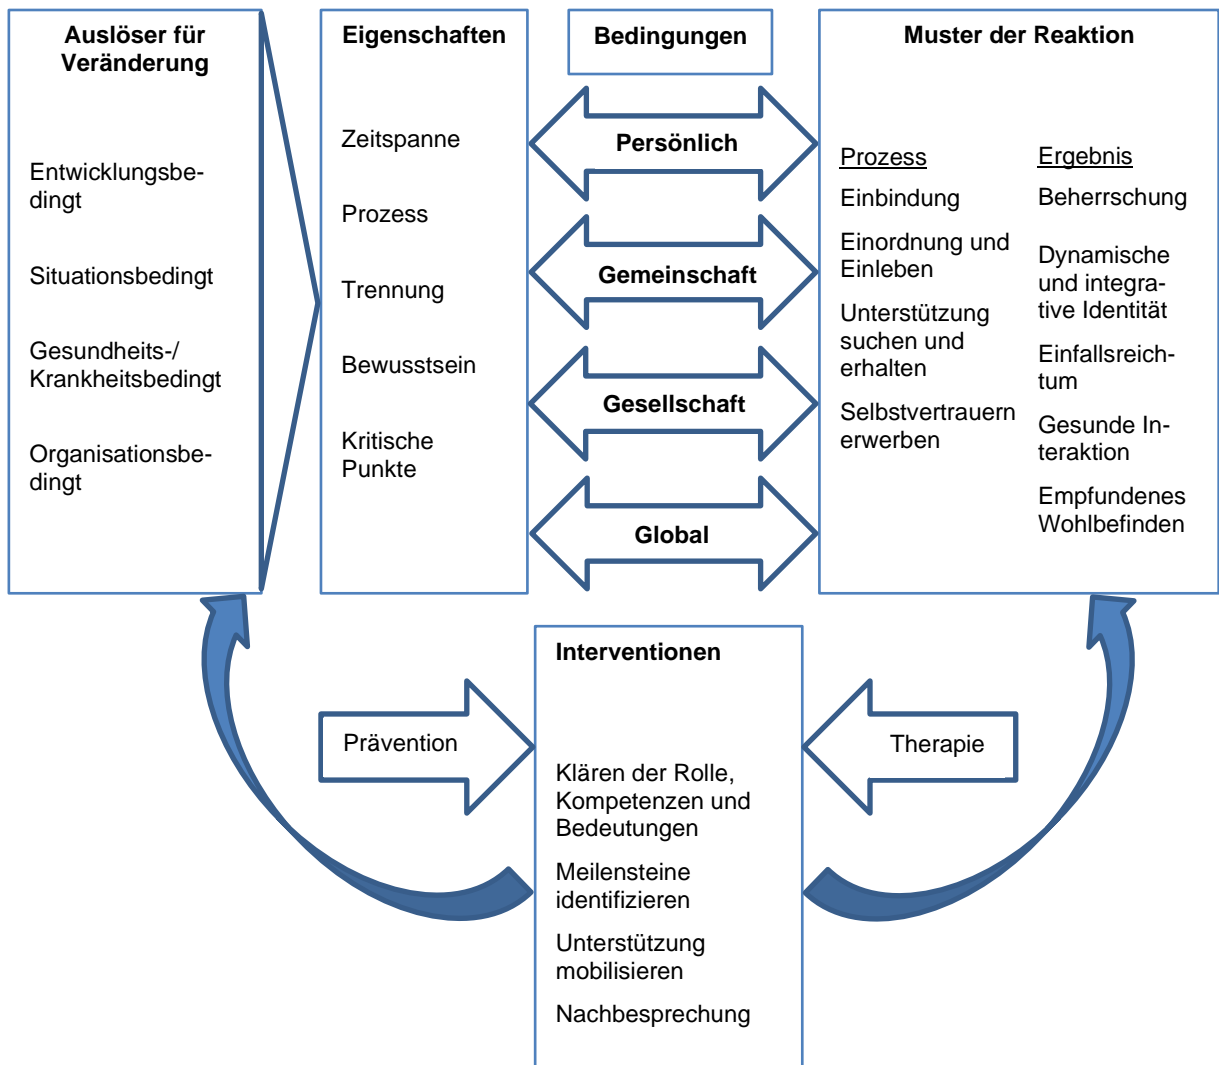 Auslöser für
Veränderung
Entwicklungsbe-
dingt
Situationsbedingt
Gesundheits-/
Krankheitsbedingt
Organisationsbe-
dingt
Eigenschaften
Zeitspanne
Prozess
Trennung
Bewusstsein
Kritische
Punkte
Bedingungen
Persönlich
Gemeinschaft
Gesellschaft
Global
Muster der Reaktion
Prozess
Einbindung
Einordnung und
Einleben
Unterstützung
suchen und
erhalten
Selbstvertrauern
erwerben
Ergebnis
Beherrschung
Dynamische
und integra-
tive Identität
Einfallsreich-
tum
Gesunde In-
teraktion
Empfundenes
Wohlbefinden
Interventionen
Prävention
Therapie
Klären der Rolle,
Kompetenzen und
Bedeutungen
Meilensteine
identifizieren
Unterstützung
mobilisieren
Nachbesprechung